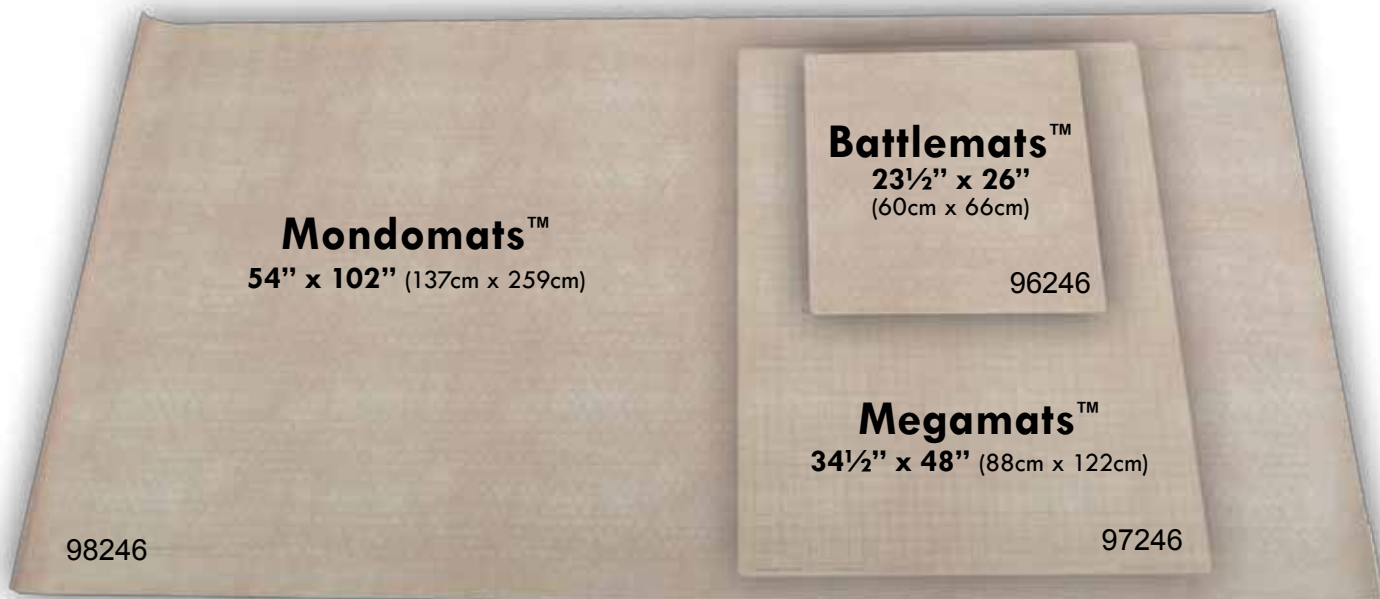 Mondomats™
54” x 102” (137cm x 259cm)
98246
Battlemats™
23½” x 26”
(60cm x 66cm)
96246
Megamats™
34½” x 48” (88cm x 122cm)
97246